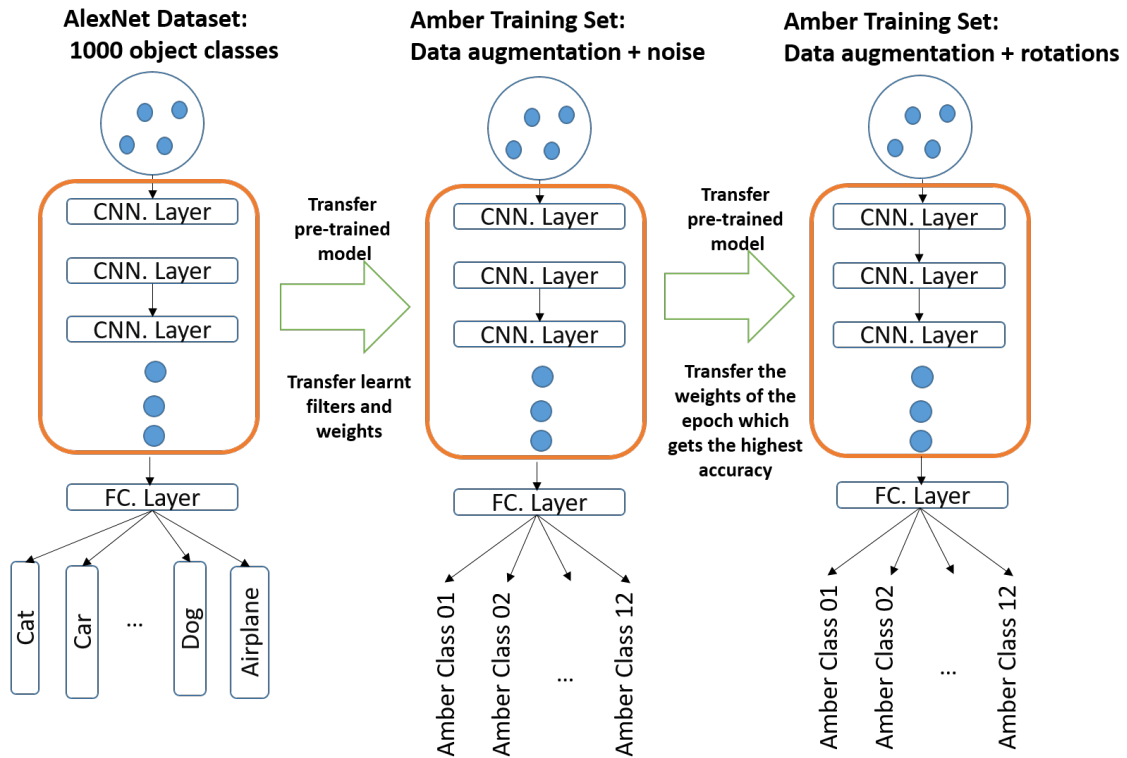 AlexNet Dataset:
1000 object classes
CNN. Layer
CNN. Layer
CNN. Layer
FC. Layer
Cat
Car
...
Dog
Airplane
Transfer
pre-trained
model
Transfer learnt
filters and
weights
Amber Training Set:
Data augmentation + noise
CNN. Layer
CNN. Layer
CNN. Layer
FC. Layer
Amber Class 01
Amber Class 02
...
Amber Class 12
Transfer
pre-trained
model
Transfer the
weights of the
epoch which
gets the highest
accuracy
Amber Training Set:
Data augmentation + rotations
CNN. Layer
CNN. Layer
CNN. Layer
FC. Layer
Amber Class 01
Amber Class 02
...
Amber Class 12